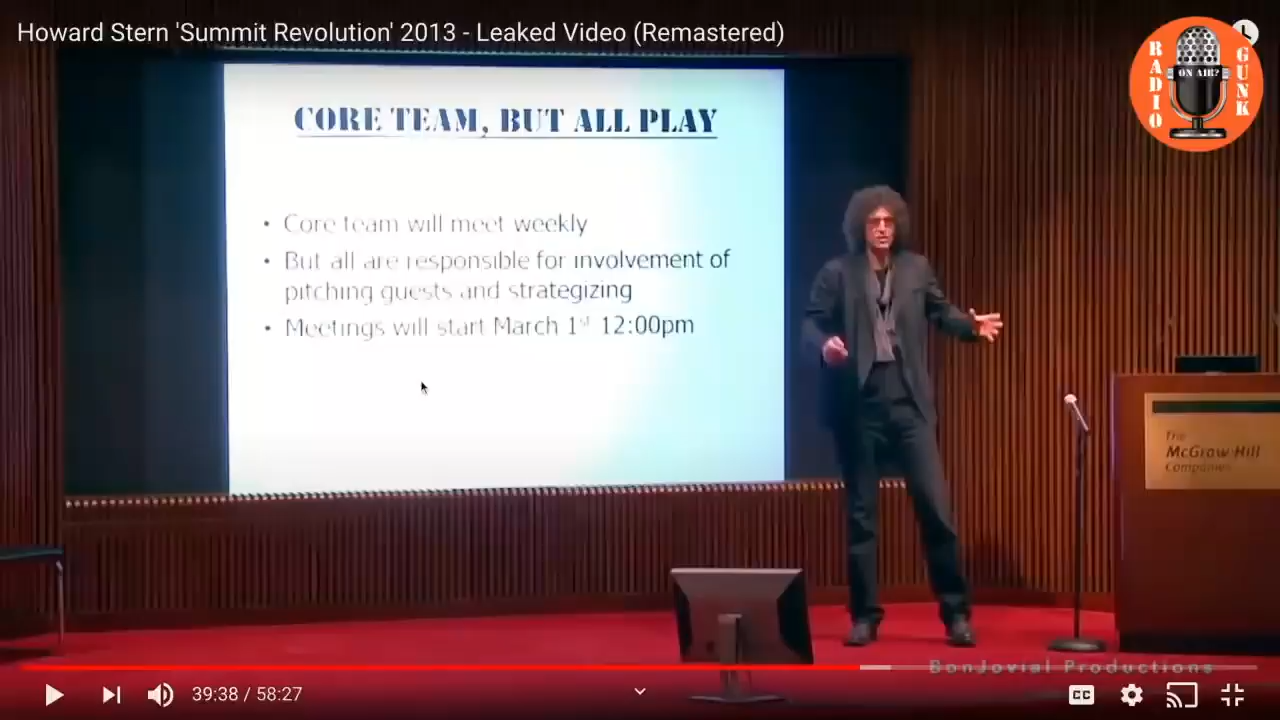 Howard Stern 'Summit Revolution' 2013 - Leaked Video (Remastered)
RADIO
ON AIR?
GUNK
CORE TEAM, BUT ALL PLAY
• Core team will meet weekly
• But all are responsible for involvement of
pitching guests and strategizing
• Meetings will start March 1st 12:00pm
The
McGraw-Hill
Companies
BonJovial Productions
39:38 / 58:27
CC